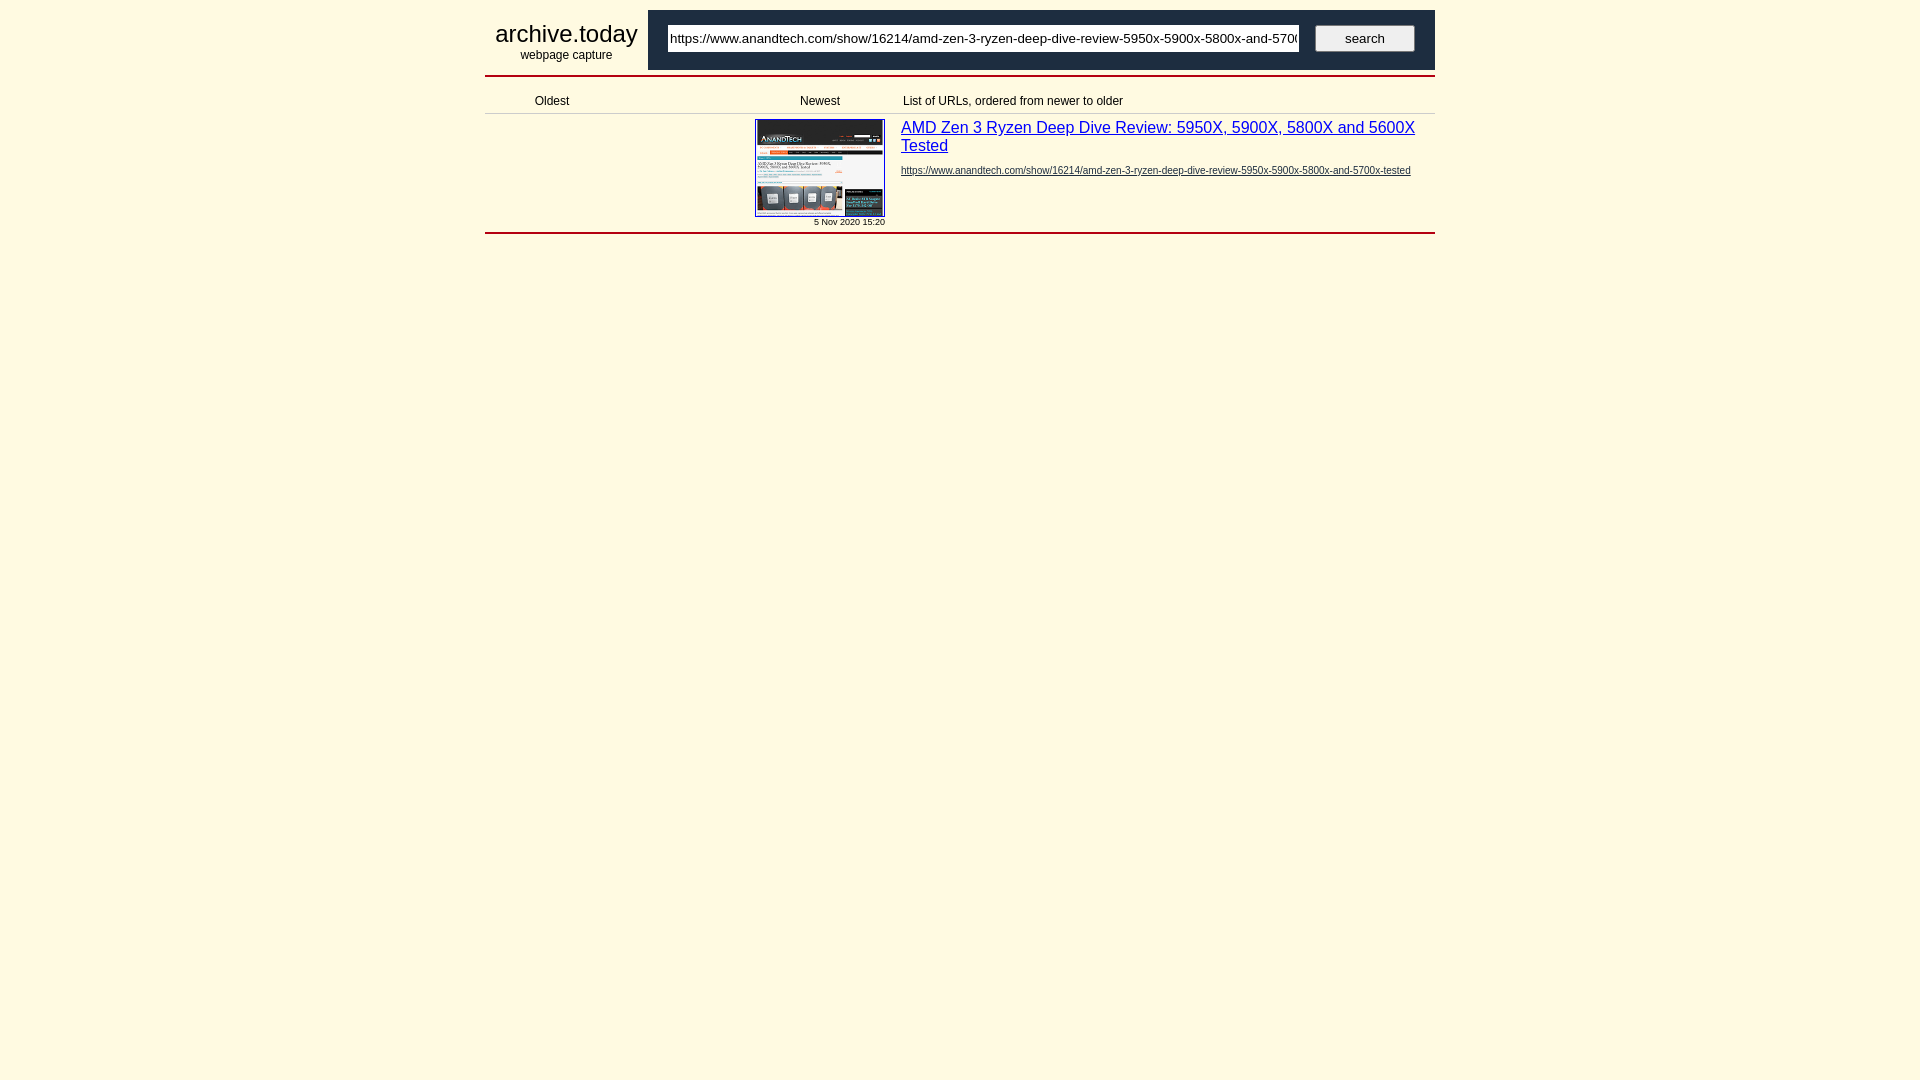 archive.today
webpage capture
https://www.anandtech.com/show/16214/amd-zen-3-ryzen-deep-dive-review-5950x-5900x-5800x-and-570
search
Oldest
Newest
List of URLs, ordered from newer to older
ANANDTECH
AMD Zen 3 Ryzen Deep Dive Review: 5950X, 5900X, 5800X and 5600X
Tested
https://www.anandtech.com/show/16214/amd-zen-3-ryzen-deep-dive-review-5950x-5900x-5800x-and-5700x-tested
5 Nov 2020 15:20